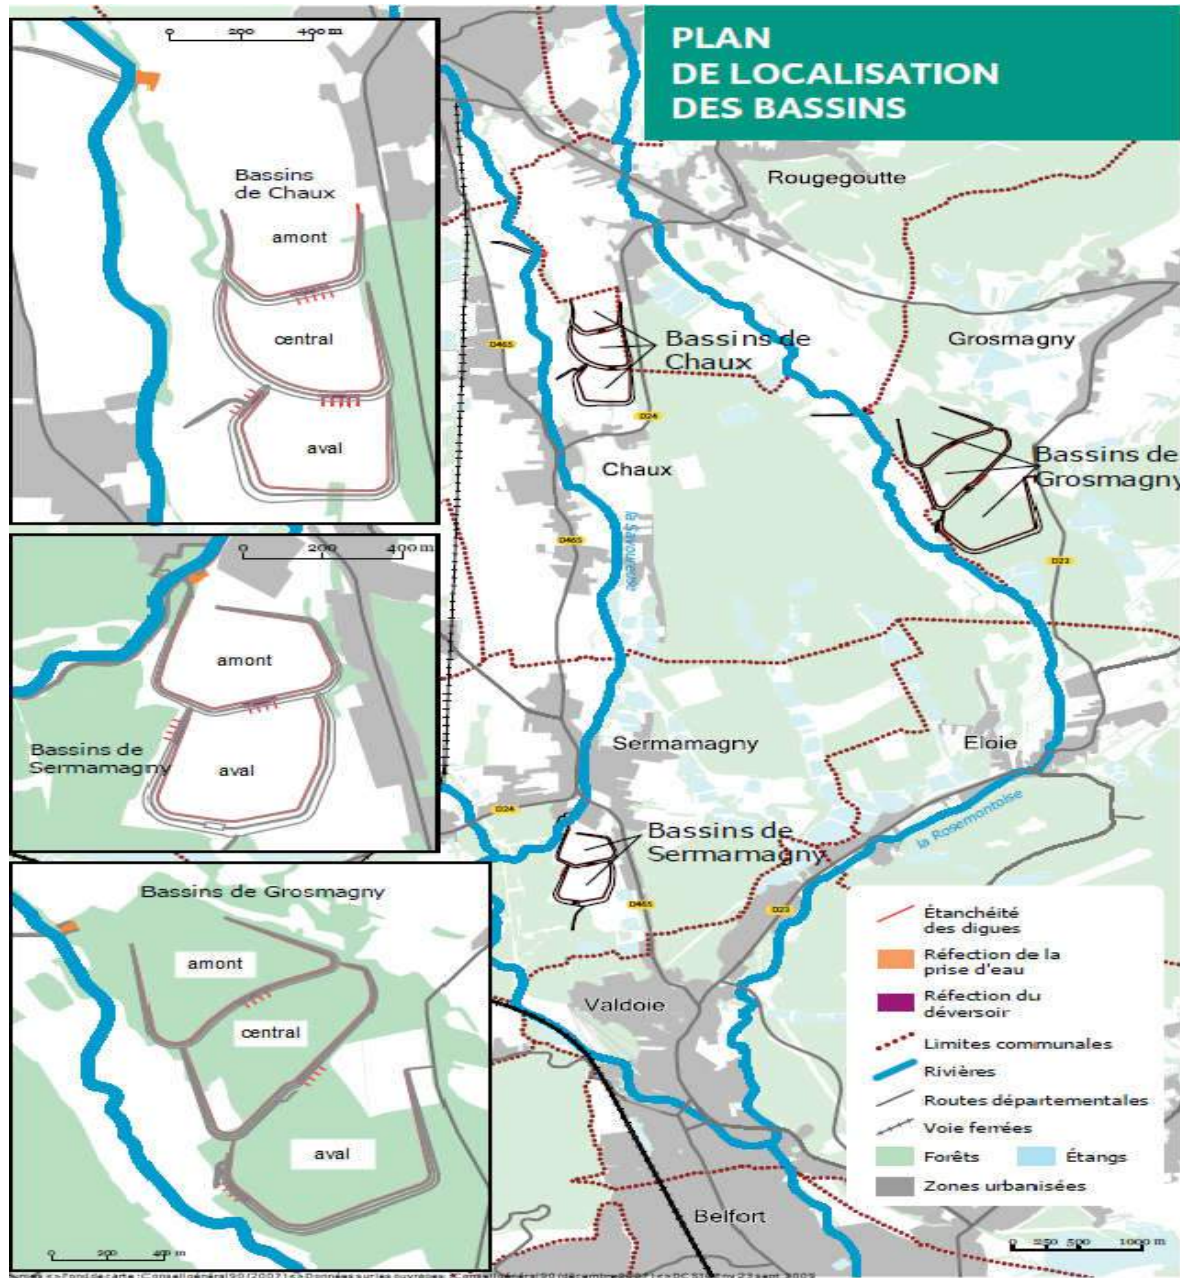 PLAN
DE LOCALISATION
DES BASSINS
0 200 400 m
Bassins
de Chaux
amont
central
aval
0 200 400 m
amont
Bassins de
Sermamagny
aval
Bassins de Grosmagny
amont
central
aval
0 200 400 m
Rougegoutte
Grosmagny
D465
Bassins de
Chaux
D24
Bassins de
Grosmagny
Chaux
la Savoureuse
D465
D23
Sermamagny
Eloie
D24
la Rosemontoise
Bassins de
Sermamagny
D465
D23
Valdoie
Belfort
Étanchéité
des digues
Réfection de la
prise d'eau
Réfection du
déversoir
Limites communales
Rivières
Routes départementales
Voie ferrées
Forêts
Étangs
Zones urbanisées
0 250 500 1000 m